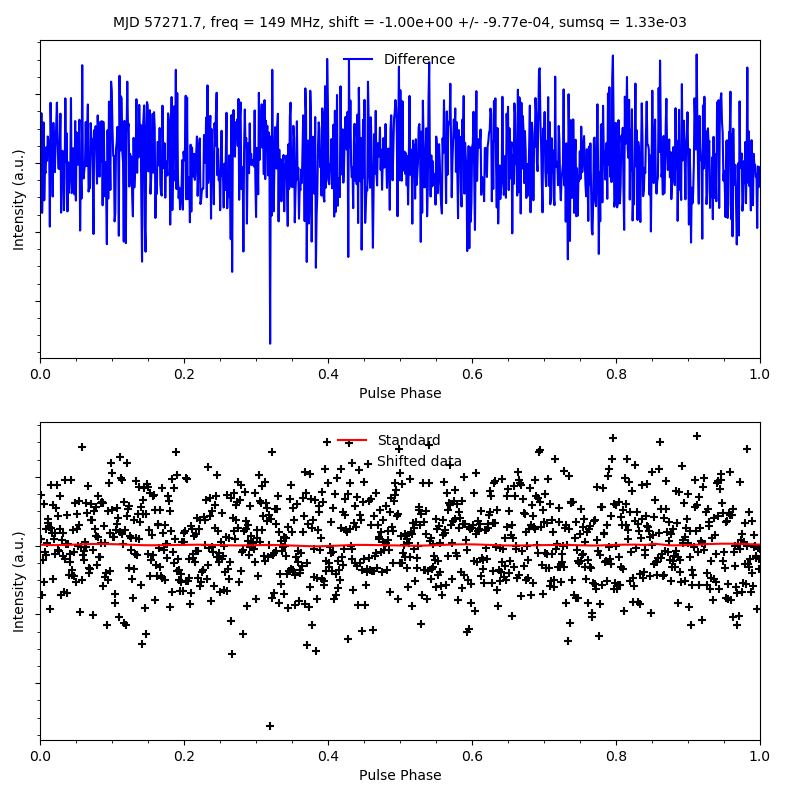 MJD 57271.7, freq = 149 MHz, shift = -1.00e+00 +/- -9.77e-04, sumsq = 1.33e-03
Difference
Intensity (a.u.)
0.0 0.2 0.4 0.6 0.8 1.0
Pulse Phase
Standard
Shifted data
Intensity (a.u.)
0.0 0.2 0.4 0.6 0.8 1.0
Pulse Phase